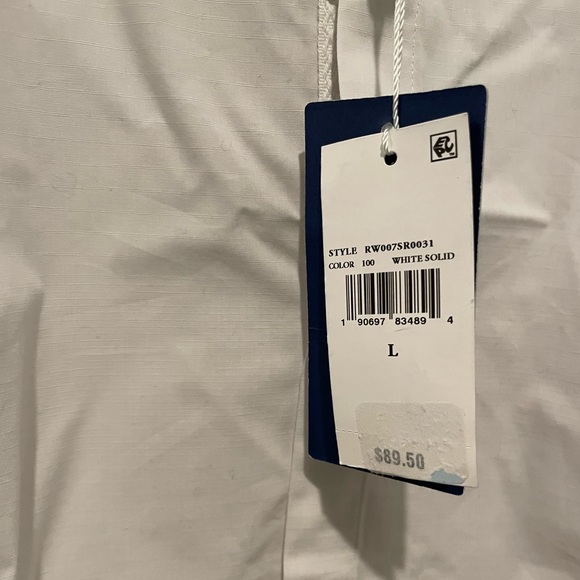 STYLE RW007SR0031
COLOR 100 WHITE SOLID
1 90697 83489 4
L
$89.50